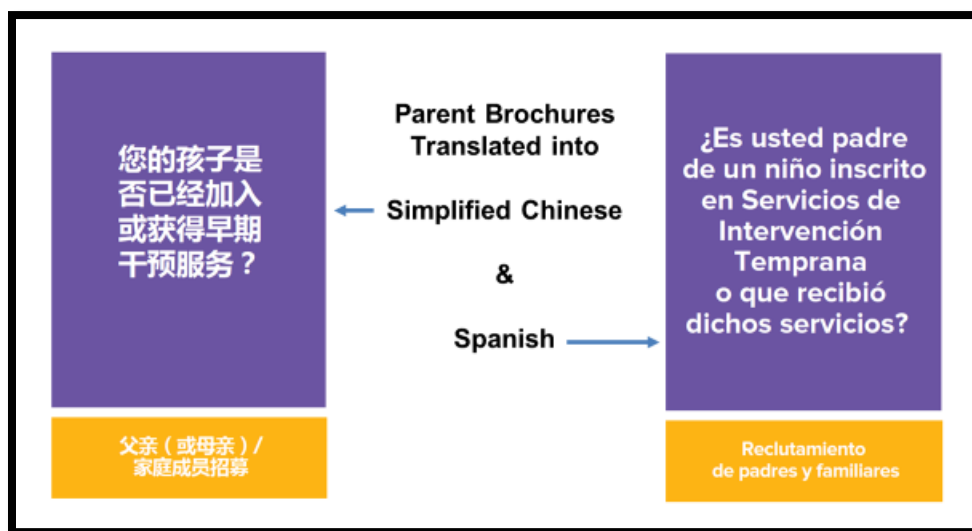 您的孩子是
否已经加入
或获得早期
干预服务？
父亲（或母亲）/
家庭成员招募
Parent Brochures
Translated into
Simplified Chinese
&
Spanish
¿Es usted padre
de un niño inscrito
en Servicios de
Intervención
Temprana
o que recibió
dichos servicios?
Reclutamiento
de padres y familiares